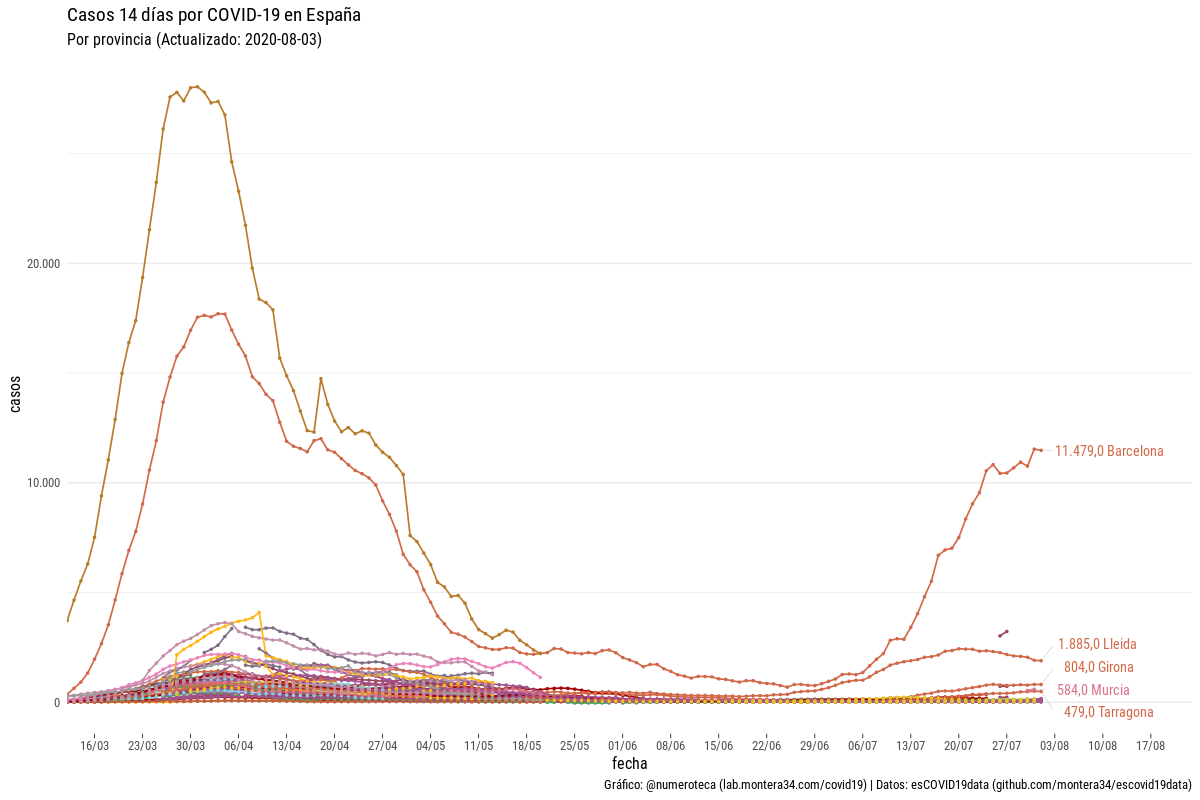 Casos 14 días por COVID-19 en España
Por provincia (Actualizado: 2020-08-03)
casos
20.000
10.000
0
11.479,0 Barcelona
1.885,0 Lleida
804,0 Girona
584,0 Murcia
479,0 Tarragona
16/03 23/03 30/03 06/04 13/04 20/04 27/04 04/05 11/05 18/05 25/05 01/06 08/06 15/06 22/06 29/06 06/07 13/07 20/07 27/07 03/08 10/08 17/08
fecha
Gráfico: @numeroteca (lab.montera34.com/covid19) | Datos: esCOVID19data (github.com/montera34/escovid19data)